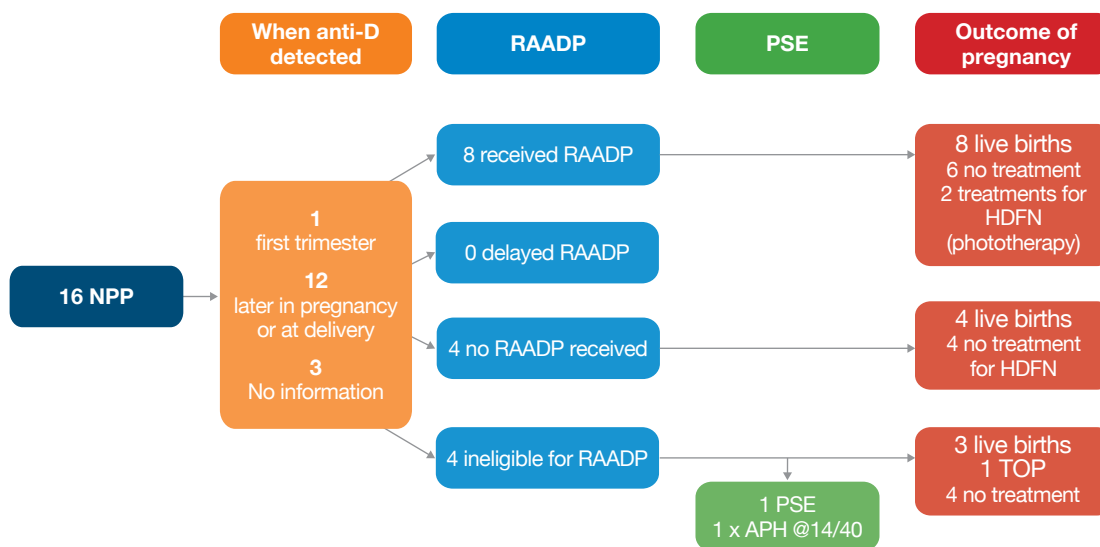 When anti-D
detected
RAADP
PSE
Outcome of
pregnancy
16 NPP
1
first trimester
12
later in pregnancy
or at delivery
3
No information
8 received RAADP
0 delayed RAADP
4 no RAADP received
4 ineligible for RAADP
1 PSE
1 x APH @14/40
8 live births
6 no treatment
2 treatments for
HDFN
(phototherapy)
4 live births
4 no treatment
for HDFN
3 live births
1 TOP
4 no treatment